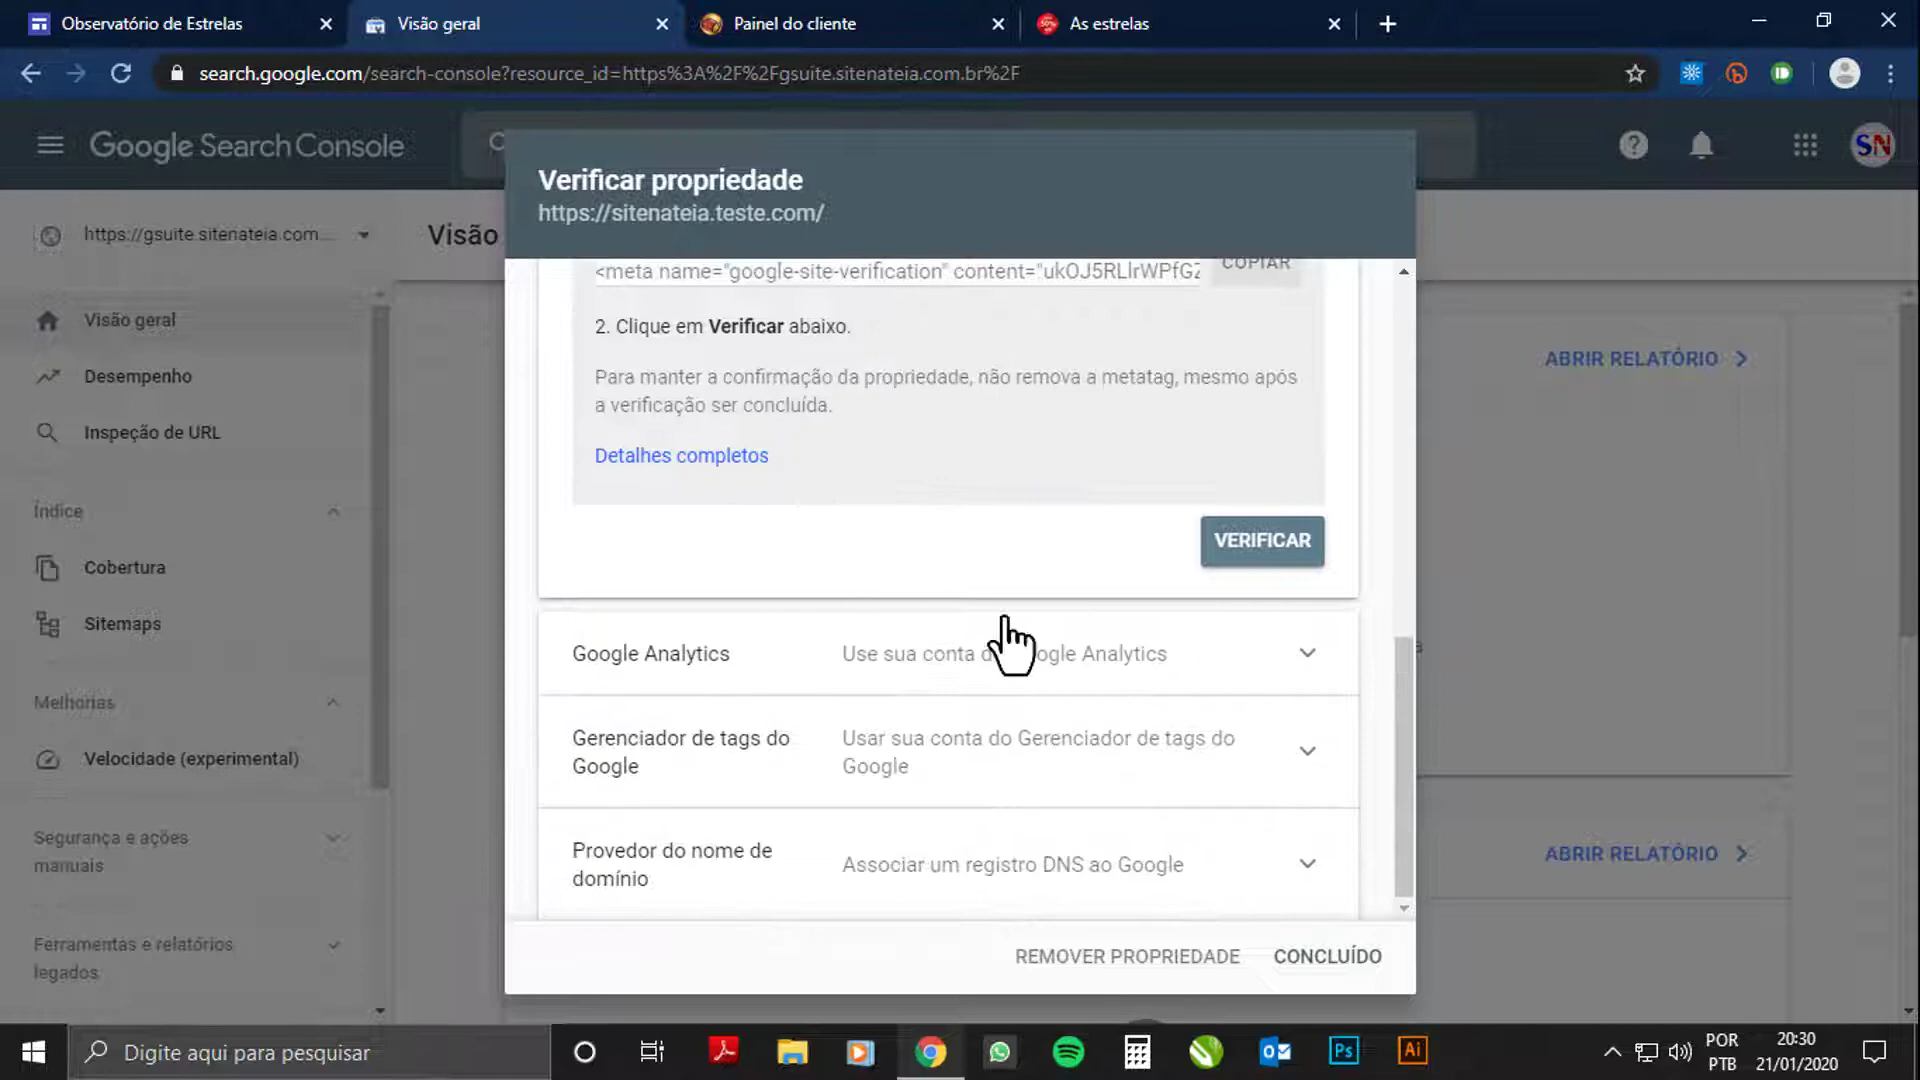 Observatório de Estrelas
Visão geral
Painel do cliente
As estrelas
search.google.com/search-console?resource_id=https%3A%2F%2Fgsuite.sitenateia.com.br%2F
Google Search Console
SN
Verificar propriedade
https://sitenateia.teste.com/
https://gsuite.sitenateia.com...
Visão
<meta name="google-site-verification" content="ukOJ5RLlrWPfGZ
COPIAR
2. Clique em Verificar abaixo.
Para manter a confirmação da propriedade, não remova a metatag, mesmo após
a verificação ser concluída.
Detalhes completos
VERIFICAR
Google Analytics
Use sua conta d ogle Analytics
Gerenciador de tags do
Google
Usar sua conta do Gerenciador de tags do
Google
Provedor do nome de
domínio
Associar um registro DNS ao Google
REMOVER PROPRIEDADE
CONCLUÍDO
Visão geral
Desempenho
Inspeção de URL
Índice
Cobertura
Sitemaps
Melhorias
Velocidade (experimental)
Segurança e ações
manuais
Ferramentas e relatórios
legados
ABRIR RELATÓRIO
ABRIR RELATÓRIO
Digite aqui para pesquisar
Ps
Ai
POR
PTB
20:30
21/01/2020